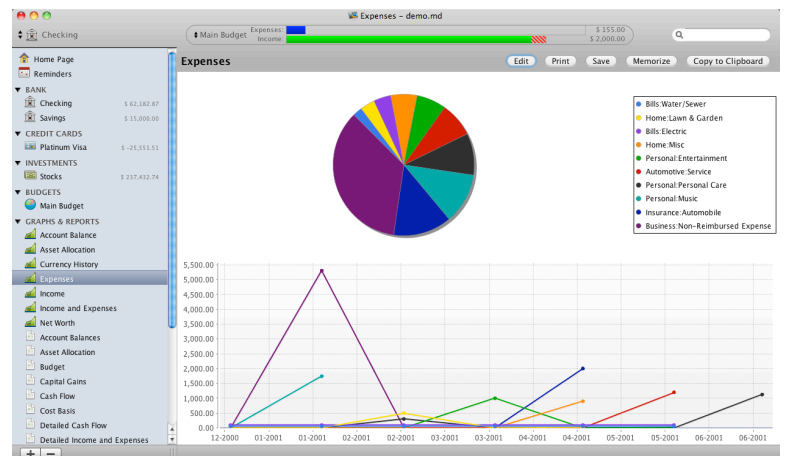 Expenses - demo.md
Checking
Main Budget
Expenses: $ 155.00
Income: $ 2,000.00
Home Page
Reminders
BANK
Checking $ 62,182.87
Savings $ 15,000.00
CREDIT CARDS
Platinum Visa $ -25,551.51
INVESTMENTS
Stocks $ 237,432.74
BUDGETS
Main Budget
GRAPHS & REPORTS
Account Balance
Asset Allocation
Currency History
Expenses
Income
Income and Expenses
Net Worth
Account Balances
Asset Allocation
Budget
Capital Gains
Cash Flow
Cost Basis
Detailed Cash Flow
Detailed Income and Expenses
Expenses
Edit Print Save Memorize Copy to Clipboard
Bills:Water/Sewer
Home:Lawn & Garden
Bills:Electric
Home:Misc
Personal:Entertainment
Automotive:Service
Personal:Personal Care
Personal:Music
Insurance:Automobile
Business:Non-Reimbursed Expense
5,500.00
5,000.00
4,500.00
4,000.00
3,500.00
3,000.00
2,500.00
2,000.00
1,500.00
1,000.00
500.00
0.00
12-2000 01-2001 01-2001 02-2001 02-2001 03-2001 03-2001 04-2001 04-2001 05-2001 05-2001 06-2001 06-2001